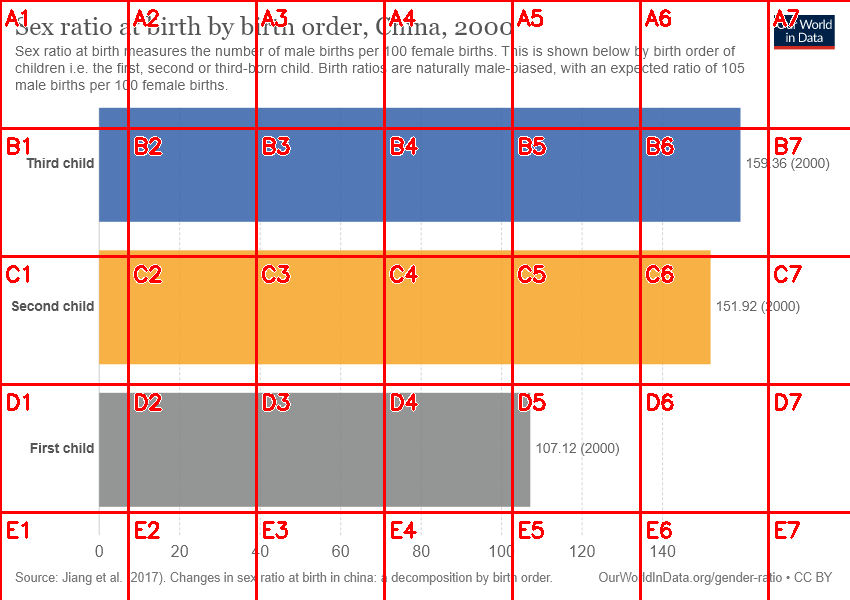 Sex ratio at birth by birth order, China, 2000
Our World
in Data
Sex ratio at birth measures the number of male births per 100 female births. This is shown below by birth order of
children i.e. the first, second or third-born child. Birth ratios are naturally male-biased, with an expected ratio of 105
male births per 100 female births.
A1 A2 A3 A4 A5 A6 A7
B1 B2 B3 B4 B5 B6 B7
Third child 159.36 (2000)
C1 C2 C3 C4 C5 C6 C7
Second child 151.92 (2000)
D1 D2 D3 D4 D5 D6 D7
First child 107.12 (2000)
E1 E2 E3 E4 E5 E6 E7
0 20 40 60 80 100 120 140
Source: Jiang et al. (2017). Changes in sex ratio at birth in china: a decomposition by birth order.
OurWorldInData.org/gender-ratio • CC BY